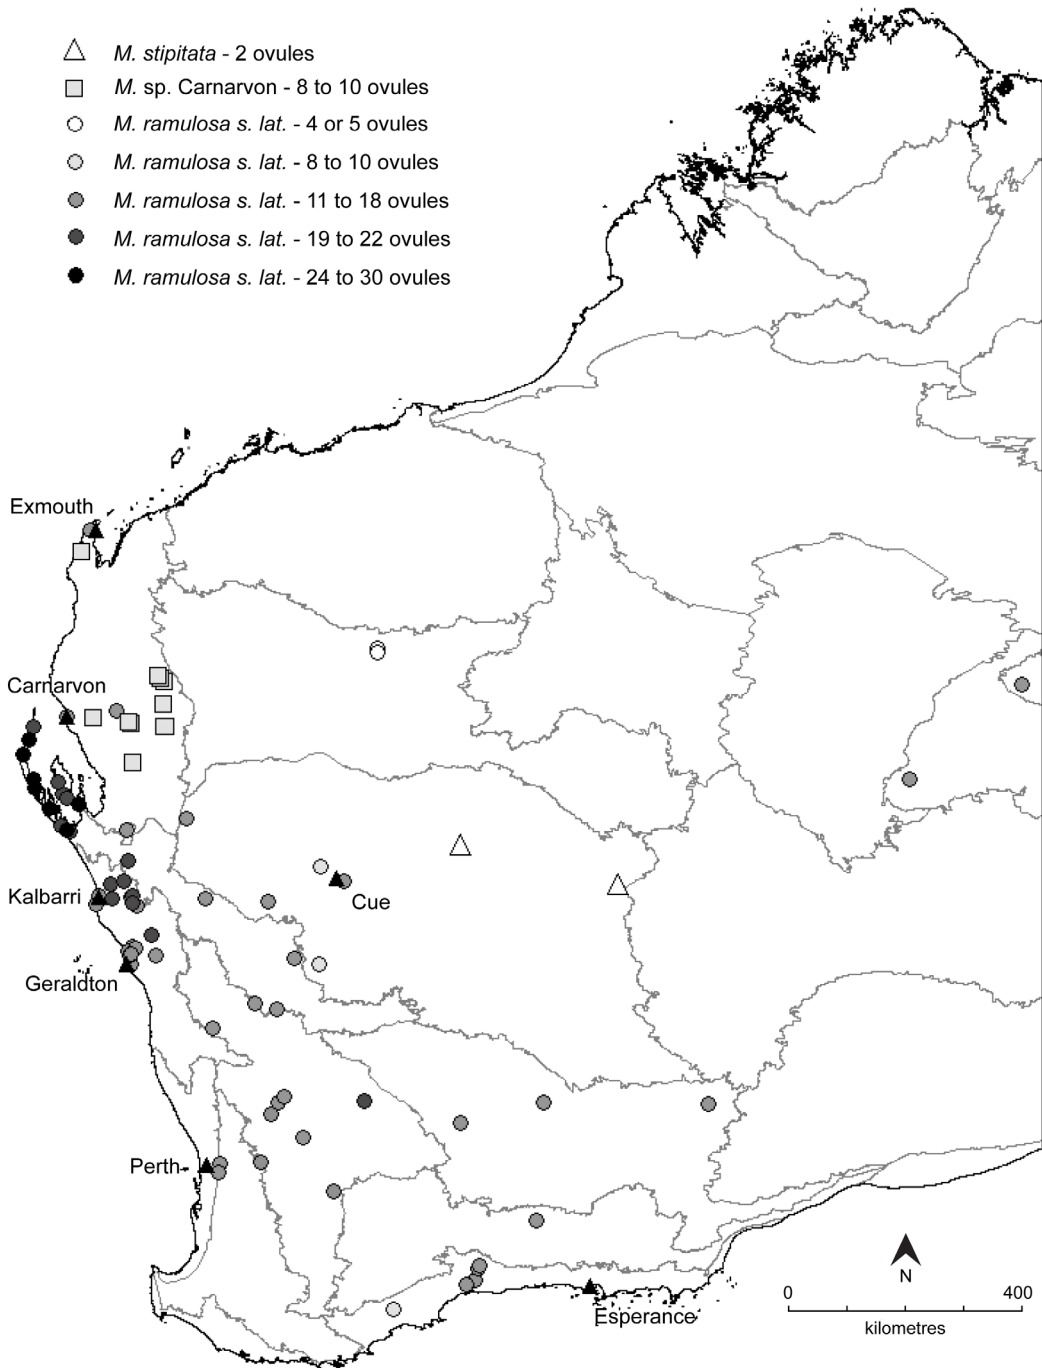 M. stipitata - 2 ovules
M. sp. Carnarvon - 8 to 10 ovules
M. ramulosa s. lat. - 4 or 5 ovules
M. ramulosa s. lat. - 8 to 10 ovules
M. ramulosa s. lat. - 11 to 18 ovules
M. ramulosa s. lat. - 19 to 22 ovules
M. ramulosa s. lat. - 24 to 30 ovules
Exmouth
Carnarvon
Kalbarri
Cue
Geraldton
Perth
Esperance
N
0 400
kilometres